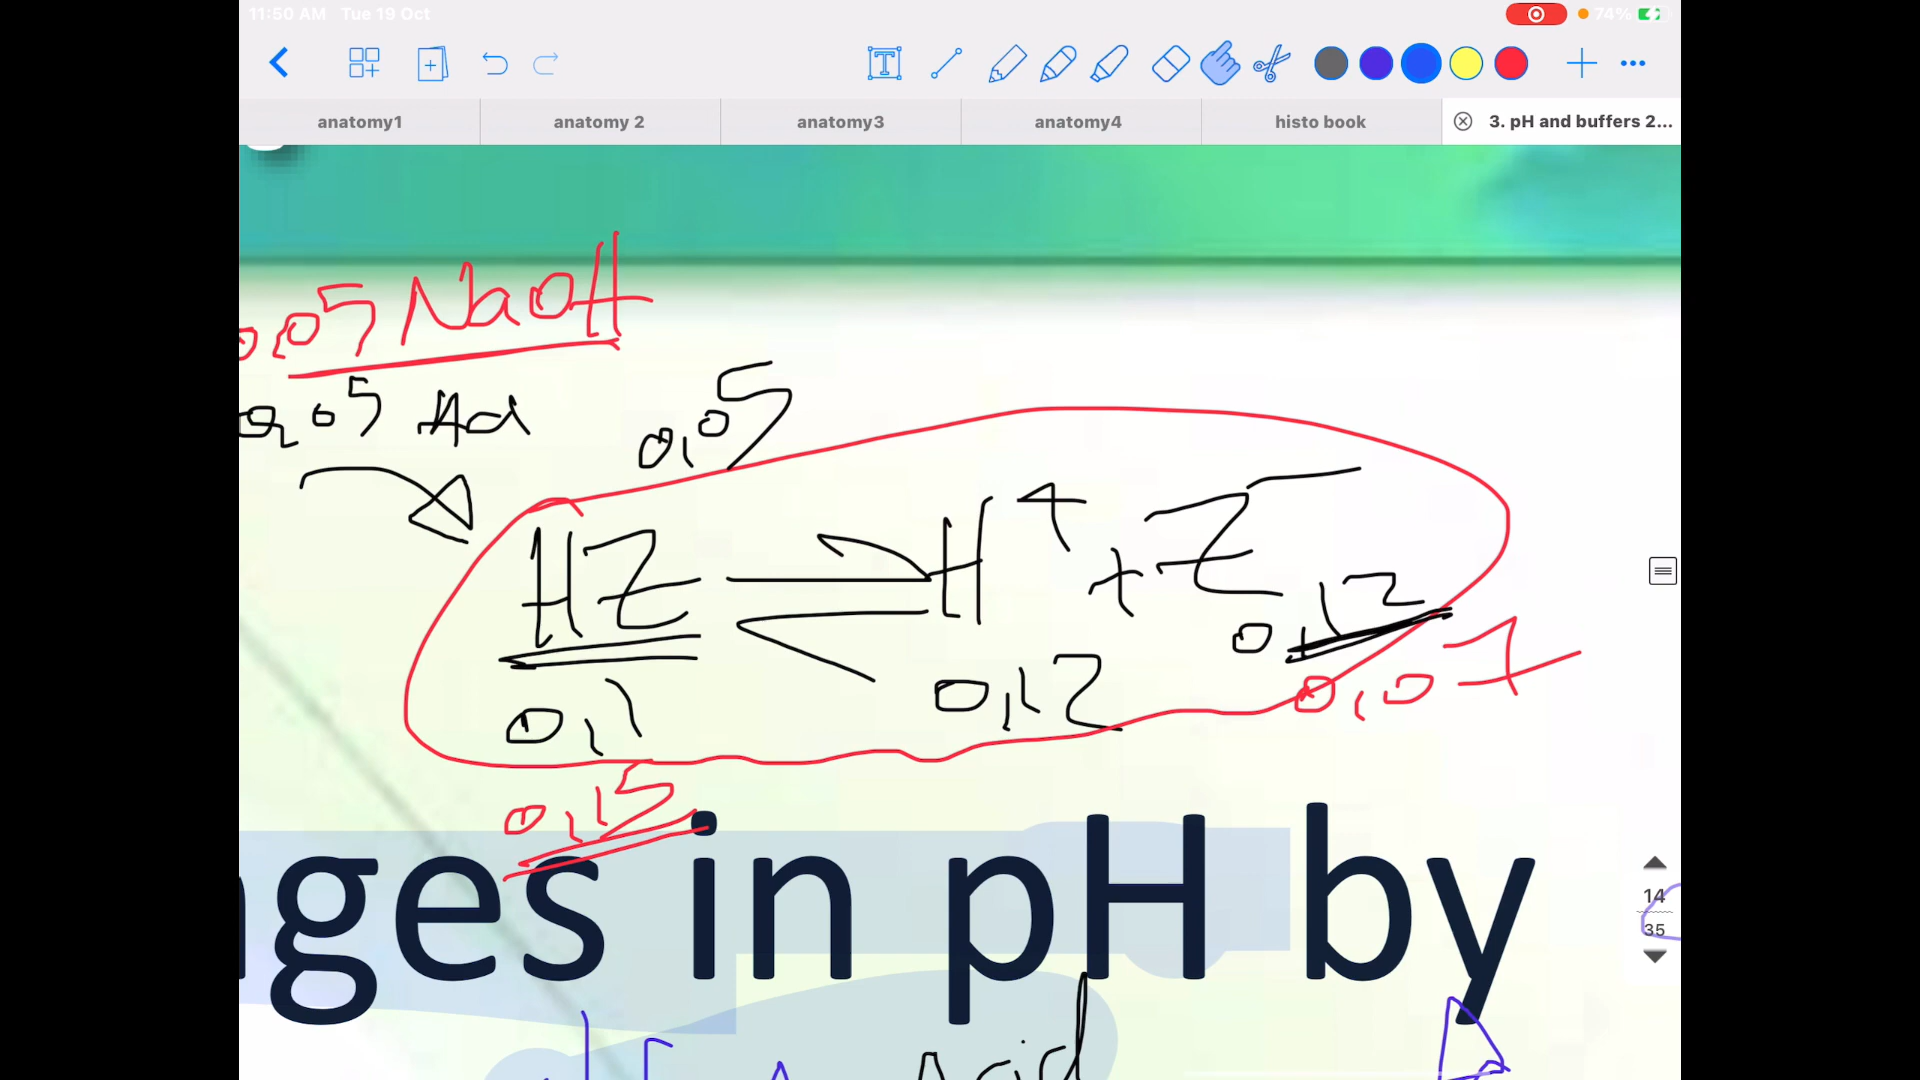 11:50 AM Tue 19 Oct
74%
T
anatomy1 anatomy 2 anatomy3 anatomy4 histo book 3. pH and buffers 2...
0,05 NaOH
0,05 Hcl
0,05
HZ ⇌ H+ + Z-
0,1 0,12 0,12
0,15 0,07
nges in pH by
14
35
Acid